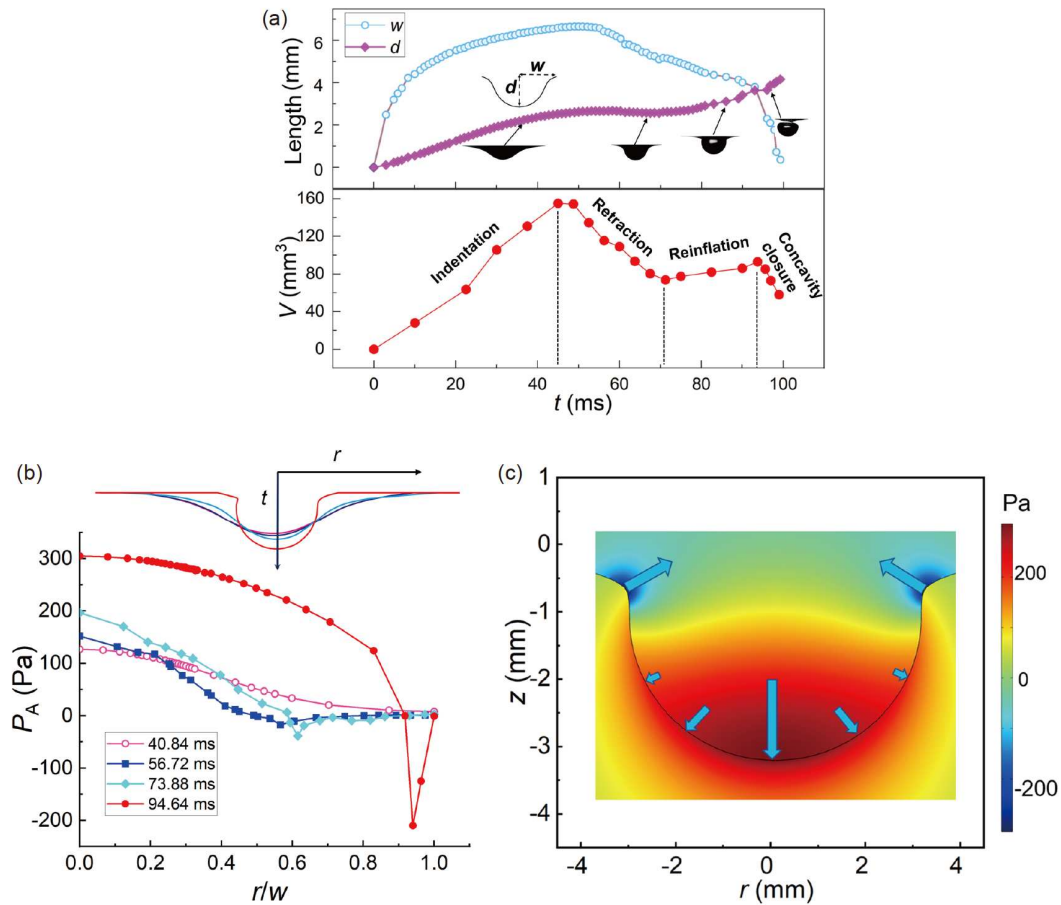 (a)
w
d
Length (mm)
6
4
2
0
w
d
V (mm³)
160
120
80
40
0
Indentation
Retraction
Reinflation
Concavity
closure
0 20 40 60 80 100
t (ms)
(b)
r
t
P_A (Pa)
300
200
100
0
-100
-200
40.84 ms
56.72 ms
73.88 ms
94.64 ms
0.0 0.2 0.4 0.6 0.8 1.0
r/w
(c)
z (mm)
1
0
-1
-2
-3
-4
-4 -2 0 2 4
r (mm)
Pa
200
0
-200